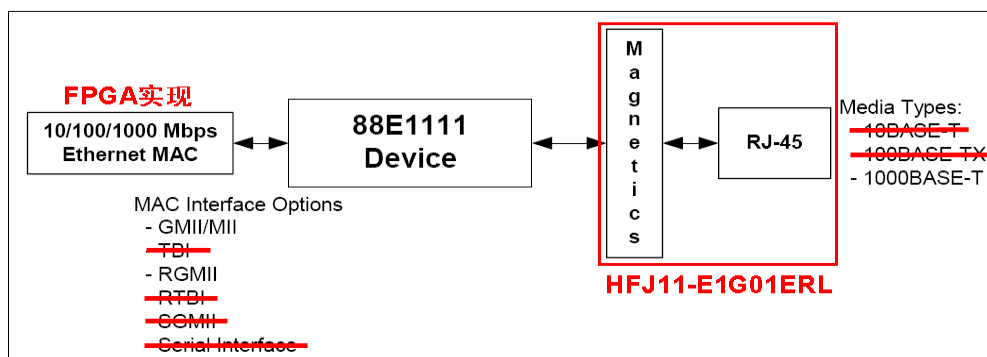 FPGA实现
10/100/1000 Mbps
Ethernet MAC
88E1111
Device
Magnetics
RJ-45
HFJ11-E1G01ERL
Media Types:
- 10BASE-T
- 100BASE-TX
- 1000BASE-T
MAC Interface Options
- GMII/MII
- TBI
- RGMII
- RTBI
- SGMII
- Serial Interface